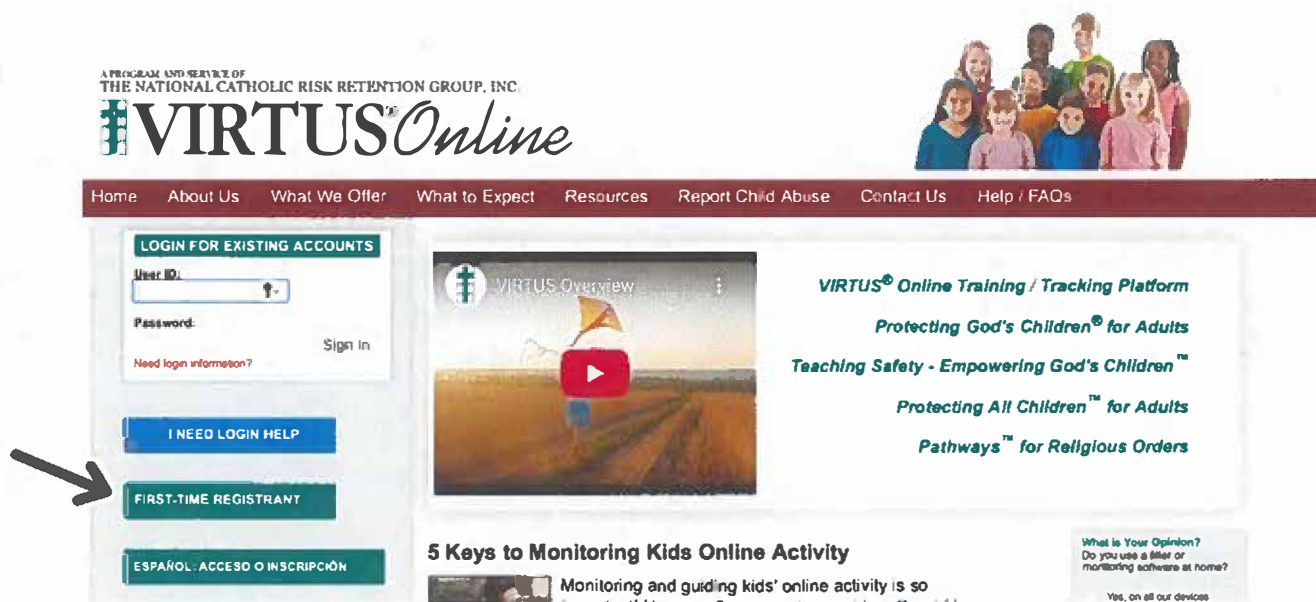 A PROGRAM AND SERVICE OF
THE NATIONAL CATHOLIC RISK RETENTION GROUP, INC.
VIRTUS® Online
Home About Us What We Offer What to Expect Resources Report Child Abuse Contact Us Help / FAQs
LOGIN FOR EXISTING ACCOUNTS
User ID:
Password:
Sign In
Need login information?
I NEED LOGIN HELP
FIRST-TIME REGISTRANT
ESPAÑOL: ACCESO O INSCRIPCIÓN
VIRTUS Overview
VIRTUS® Online Training / Tracking Platform
Protecting God's Children® for Adults
Teaching Safety - Empowering God's Children™
Protecting All Children™ for Adults
Pathways™ for Religious Orders
5 Keys to Monitoring Kids Online Activity
Monitoring and guiding kids' online activity is so
What is Your Opinion?
Do you use a filter or
monitoring software at home?
Yes, on all our devices